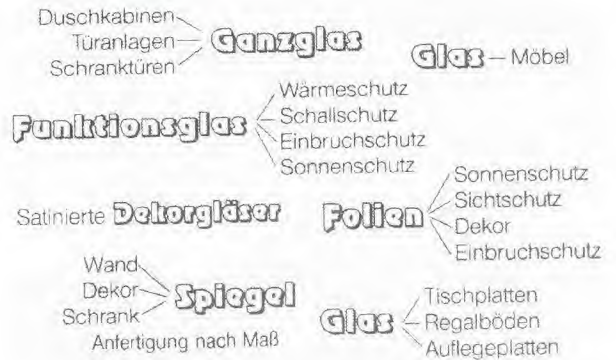 Duschkabinen
Türanlagen
Schranktüren
Ganzglas
Glas – Möbel
Funktionsglas
Wärmeschutz
Schallschutz
Einbruchschutz
Sonnenschutz
Satinierte Dekorgläser
Folien
Sonnenschutz
Sichtschutz
Dekor
Einbruchschutz
Wand
Dekor
Schrank
Spiegel
Anfertigung nach Maß
Glas
Tischplatten
Regalböden
Auflegeplatten